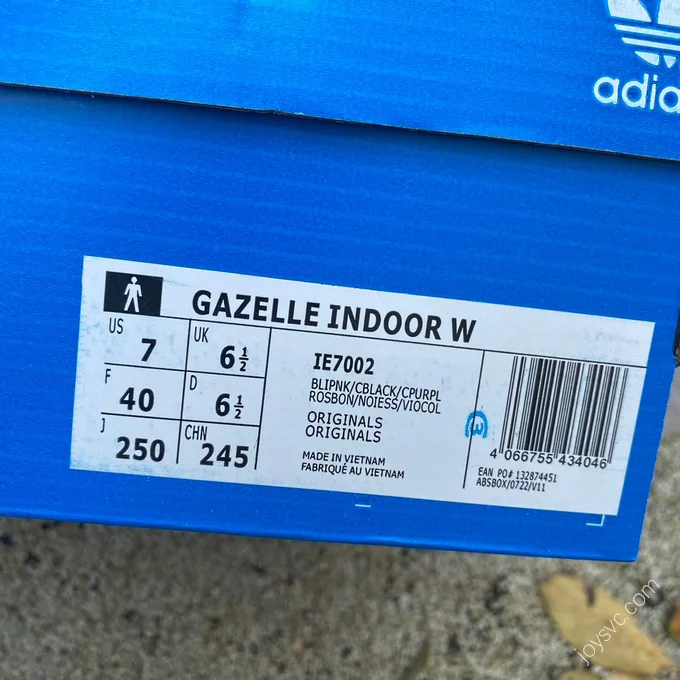 adid
GAZELLE INDOOR W
US 7 UK 6 1/2
F 40 D 6 1/2
J 250 CHN 245
IE7002
BLIPNK/CBLACK/CPURPL
ROSBON/NOIESS/VIOCOL
ORIGINALS
ORIGINALS
MADE IN VIETNAM
FABRIQUÉ AU VIETNAM
4 066755 434046
EAN PO# 132874451
ABSBOX/0722/V11
joysvc.com